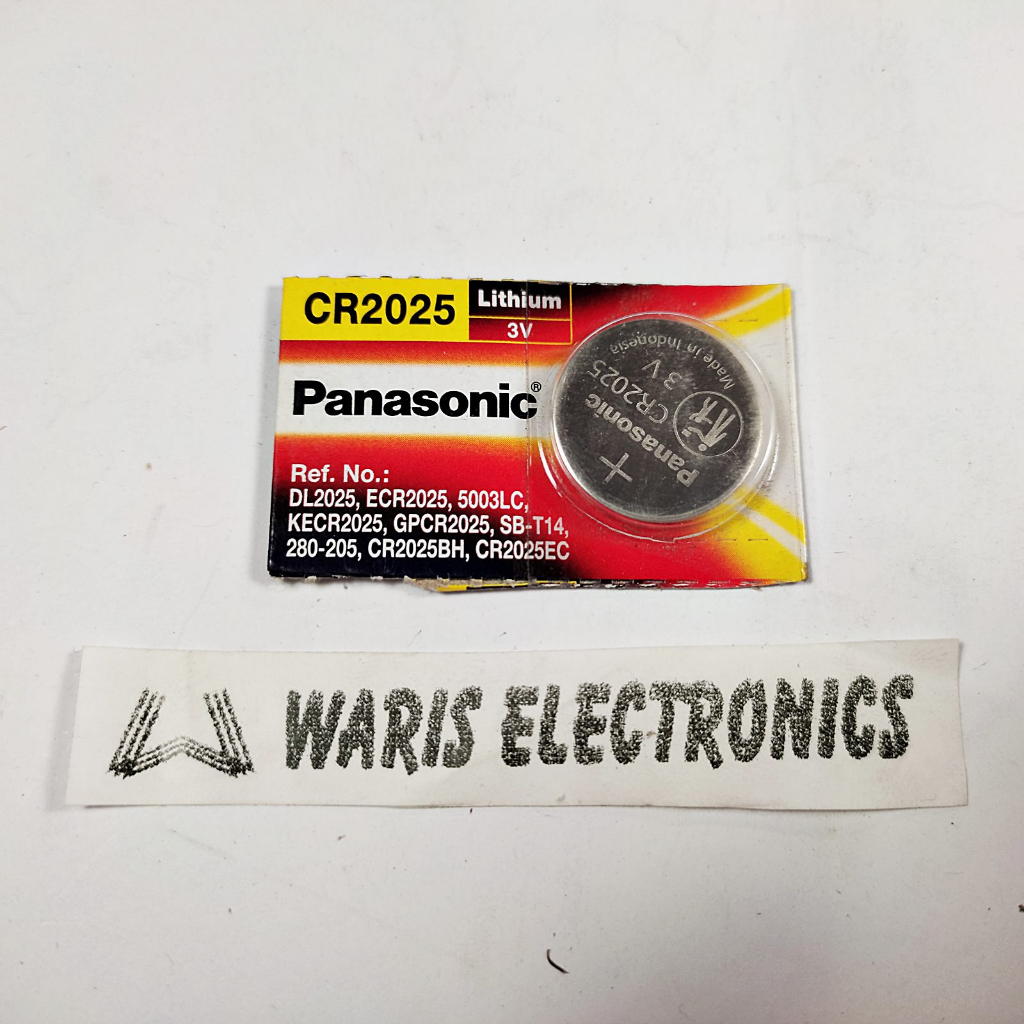 CR2025
Lithium
3V
Panasonic®
Ref. No.:
DL2025, ECR2025, 5003LC,
KECR2025, GPCR2025, SB-T14,
280-205, CR2025BH, CR2025EC
+
Panasonic
CR2025
3 V
Made in Indonesia
WARIS ELECTRONICS